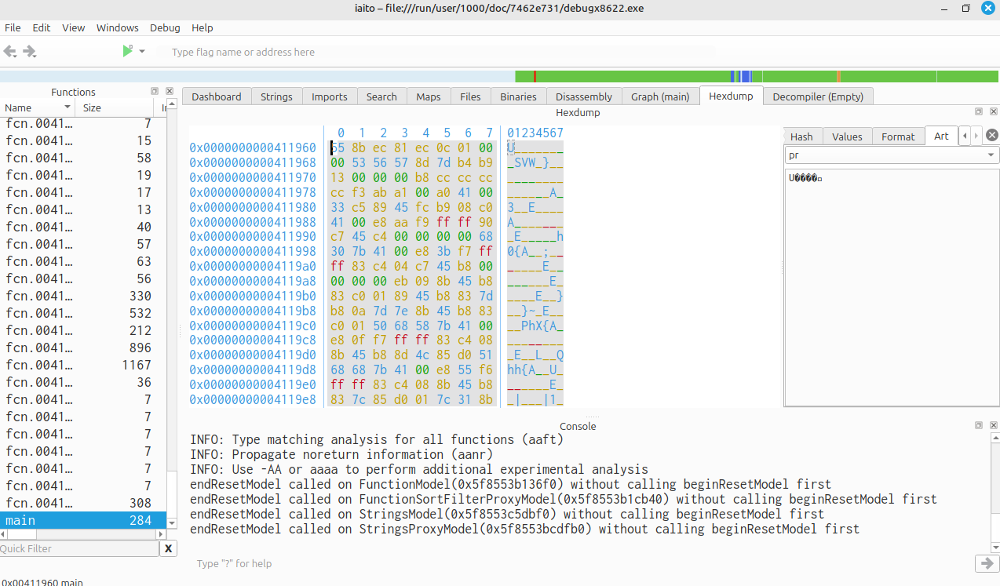 iaito – file:///run/user/1000/doc/7462e731/debugx8622.exe
File Edit View Windows Debug Help
Type flag name or address here
Functions
Name Size
fcn.0041… 7
fcn.0041… 15
fcn.0041… 58
fcn.0041… 19
fcn.0041… 17
fcn.0041… 13
fcn.0041… 40
fcn.0041… 57
fcn.0041… 63
fcn.0041… 56
fcn.0041… 330
fcn.0041… 532
fcn.0041… 212
fcn.0041… 896
fcn.0041… 1167
fcn.0041… 36
fcn.0041… 7
fcn.0041… 7
fcn.0041… 7
fcn.0041… 7
fcn.0041… 7
fcn.0041… 7
fcn.0041… 308
main 284
Quick Filter X
Dashboard Strings Imports Search Maps Files Binaries Disassembly Graph (main) Hexdump Decompiler (Empty)
Hexdump
0 1 2 3 4 5 6 7 01234567
0x0000000000411960 55 8b ec 81 ec 0c 01 00 U_______
0x0000000000411968 00 53 56 57 8d 7d b4 b9 _SVW_}__
0x0000000000411970 13 00 00 00 b8 cc cc cc ________
0x0000000000411978 cc f3 ab a1 00 a0 41 00 ______A_
0x0000000000411980 33 c5 89 45 fc b9 08 c0 3__E____
0x0000000000411988 41 00 e8 aa f9 ff ff 90 A_______
0x0000000000411990 c7 45 c4 00 00 00 00 68 _E_____h
0x0000000000411998 30 7b 41 00 e8 3b f7 ff 0{A__;__
0x00000000004119a0 ff 83 c4 04 c7 45 b8 00 _____E__
0x00000000004119a8 00 00 00 eb 09 8b 45 b8 ______E_
0x00000000004119b0 83 c0 01 89 45 b8 83 7d ____E__}
0x00000000004119b8 b8 0a 7d 7e 8b 45 b8 83 __}~_E__
0x00000000004119c0 c0 01 50 68 58 7b 41 00 __PhX{A_
0x00000000004119c8 e8 0f f7 ff ff 83 c4 08 ________
0x00000000004119d0 8b 45 b8 8d 4c 85 d0 51 _E__L__Q
0x00000000004119d8 68 68 7b 41 00 e8 55 f6 hh{A__U_
0x00000000004119e0 ff ff 83 c4 08 8b 45 b8 ______E_
0x00000000004119e8 83 7c 85 d0 01 7c 31 8b _|___|1_
Hash Values Format Art
pr
U
Console
INFO: Type matching analysis for all functions (aaft)
INFO: Propagate noreturn information (aanr)
INFO: Use -AA or aaaa to perform additional experimental analysis
endResetModel called on FunctionModel(0x5f8553b136f0) without calling beginResetModel first
endResetModel called on FunctionSortFilterProxyModel(0x5f8553b1cb40) without calling beginResetModel first
endResetModel called on StringsModel(0x5f8553c5dbf0) without calling beginResetModel first
endResetModel called on StringsProxyModel(0x5f8553bcdfb0) without calling beginResetModel first
Type "?" for help
0x00411960 main